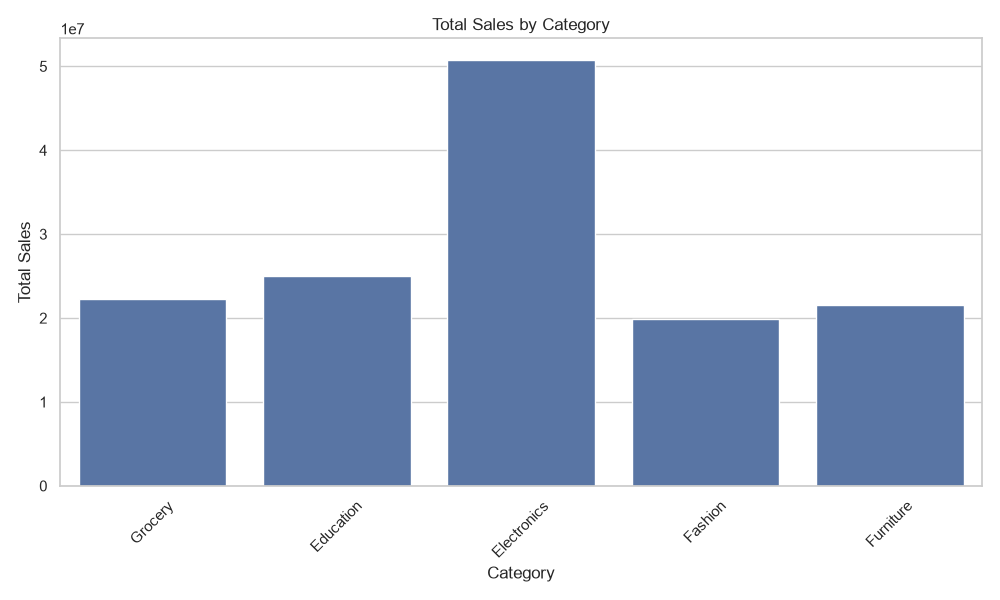 Total Sales by Category
1e7
5
4
3
2
1
0
Total Sales
Grocery
Education
Electronics
Fashion
Furniture
Category